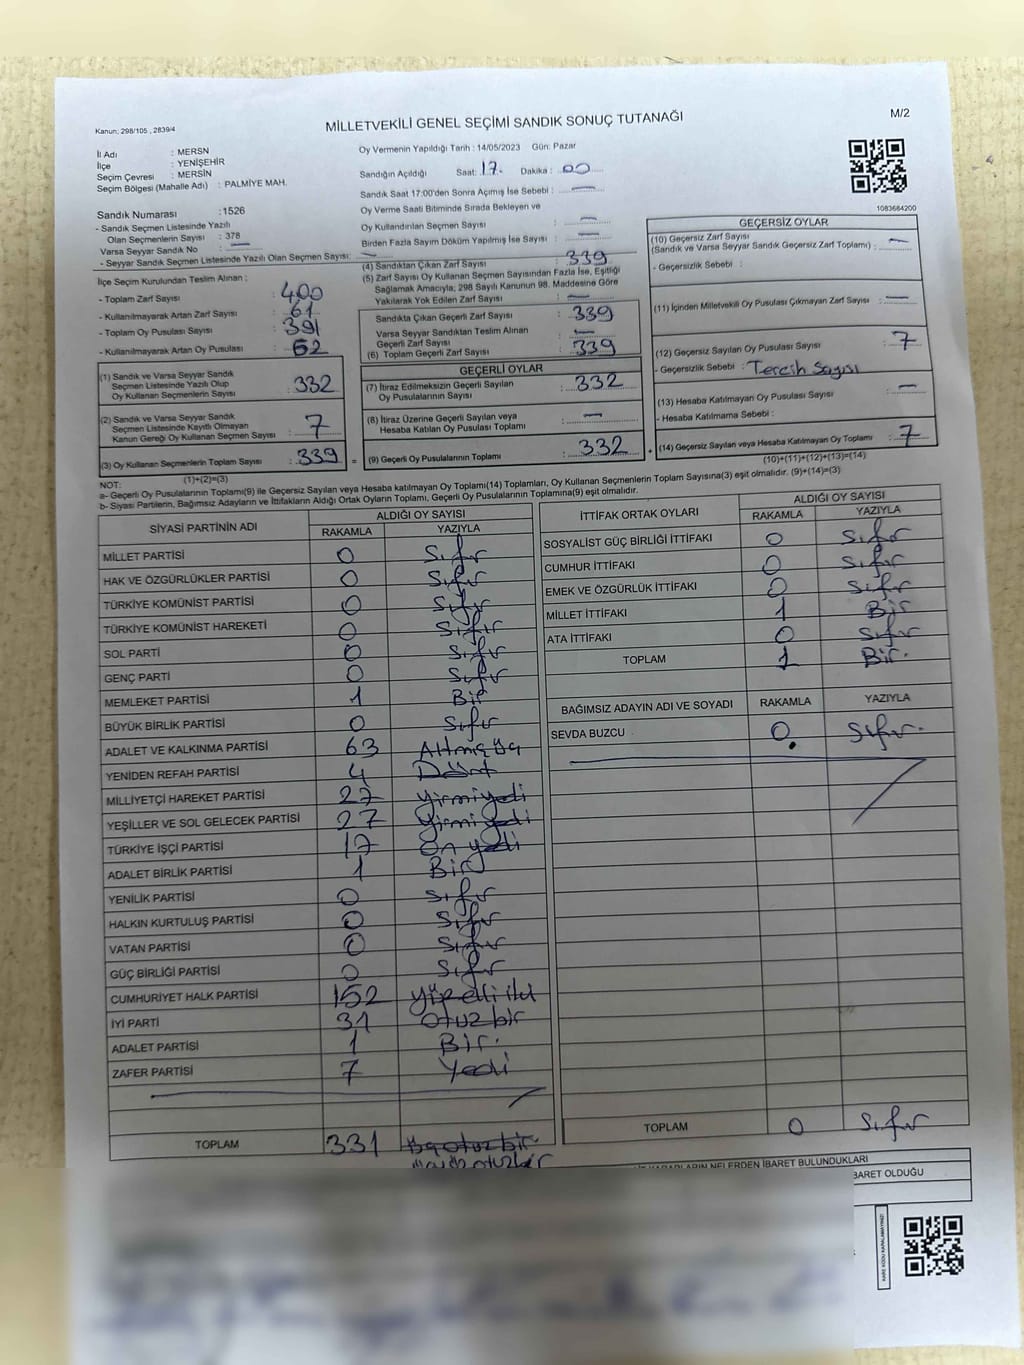 Kanun; 298/105 , 2839/4
MİLLETVEKİLİ GENEL SEÇİMİ SANDIK SONUÇ TUTANAĞI
M/2
İl Adı : MERSN
İlçe : YENİŞEHİR
Seçim Çevresi : MERSİN
Seçim Bölgesi (Mahalle Adı) : PALMİYE MAH.
Sandık Numarası :1526
- Sandık Seçmen Listesinde Yazılı
Olan Seçmenlerin Sayısı : 378
Varsa Seyyar Sandık No : —
- Seyyar Sandık Seçmen Listesinde Yazılı Olan Seçmen Sayısı: —
Oy Vermenin Yapıldığı Tarih : 14/05/2023 Gün: Pazar
Sandığın Açıldığı Saat: 17. Dakika : 00
Sandık Saat 17:00'den Sonra Açımış İse Sebebi : —
Oy Verme Saati Bitiminde Sırada Bekleyen ve
Oy Kullandırılan Seçmen Sayısı : —
Birden Fazla Sayım Döküm Yapılmış İse Sayısı : —
1083684200
İlçe Seçim Kurulundan Teslim Alınan ;
- Toplam Zarf Sayısı : 400
- Kullanılmayarak Artan Zarf Sayısı : 61
- Toplam Oy Pusulası Sayısı : 391
- Kullanılmayarak Artan Oy Pusulası : 52
(1) Sandık ve Varsa Seyyar Sandık
Seçmen Listesinde Yazılı Olup
Oy Kullanan Seçmenlerin Sayısı : 332
(2) Sandık ve Varsa Seyyar Sandık
Seçmen Listesinde Kayıtlı Olmayan
Kanun Gereği Oy Kullanan Seçmen Sayısı : 7
(3) Oy Kullanan Seçmenlerin Toplam Sayısı : 339 =
(1)+(2)=(3)
(4) Sandıktan Çıkan Zarf Sayısı : 339
(5) Zarf Sayısı Oy Kullanan Seçmen Sayısından Fazla İse, Eşitliği
Sağlamak Amacıyla, 298 Sayılı Kanunun 98. Maddesine Göre
Yakılarak Yok Edilen Zarf Sayısı : —
Sandıkta Çıkan Geçerli Zarf Sayısı : 339
Varsa Seyyar Sandıktan Teslim Alınan
Geçerli Zarf Sayısı : —
(6) Toplam Geçerli Zarf Sayısı : 339
GEÇERLİ OYLAR
(7) İtiraz Edilmeksizin Geçerli Sayılan
Oy Pusulalarının Sayısı : 332
(8) İtiraz Üzerine Geçerli Sayılan veya
Hesaba Katılan Oy Pusulası Toplamı : —
(9) Geçerli Oy Pusulalarının Toplamı : 332 +
GEÇERSİZ OYLAR
(10) Geçersiz Zarf Sayısı
(Sandık ve Varsa Seyyar Sandık Geçersiz Zarf Toplamı) : —
- Geçersizlik Sebebi :
(11) İçinden Milletvekili Oy Pusulası Çıkmayan Zarf Sayısı : —
(12) Geçersiz Sayılan Oy Pusulası Sayısı : 7
- Geçersizlik Sebebi : Tercih Sayısı
(13) Hesaba Katılmayan Oy Pusulası Sayısı : —
- Hesaba Katılmama Sebebi :
(14) Geçersiz Sayılan veya Hesaba Katılmayan Oy Toplamı : 7
(10)+(11)+(12)+(13)=(14)
NOT:
a- Geçerli Oy Pusulalarının Toplamı(9) ile Geçersiz Sayılan veya Hesaba katılmayan Oy Toplamı(14) Toplamları, Oy Kullanan Seçmenlerin Toplam Sayısına(3) eşit olmalıdır. (9)+(14)=(3)
b- Siyasi Partilerin, Bağımsız Adayların ve İttifakların Aldığı Ortak Oyların Toplamı, Geçerli Oy Pusulalarının Toplamına(9) eşit olmalıdır.
SİYASİ PARTİNİN ADI ALDIĞI OY SAYISI
RAKAMLA YAZIYLA
MİLLET PARTİSİ 0 Sıfır
HAK VE ÖZGÜRLÜKLER PARTİSİ 0 Sıfır
TÜRKİYE KOMÜNİST PARTİSİ 0 Sıfır
TÜRKİYE KOMÜNİST HAREKETİ 0 Sıfır
SOL PARTİ 0 Sıfır
GENÇ PARTİ 0 Sıfır
MEMLEKET PARTİSİ 1 Bir
BÜYÜK BİRLİK PARTİSİ 0 Sıfır
ADALET VE KALKINMA PARTİSİ 63 Altmış üç
YENİDEN REFAH PARTİSİ 4 Dört
MİLLİYETÇİ HAREKET PARTİSİ 27 Yirmiyedi
YEŞİLLER VE SOL GELECEK PARTİSİ 27 Yirmiyedi
TÜRKİYE İŞÇİ PARTİSİ 17 On yedi
ADALET BİRLİK PARTİSİ 1 Bir
YENİLİK PARTİSİ 0 Sıfır
HALKIN KURTULUŞ PARTİSİ 0 Sıfır
VATAN PARTİSİ 0 Sıfır
GÜÇ BİRLİĞİ PARTİSİ 0 Sıfır
CUMHURİYET HALK PARTİSİ 152 Yüzelli iki
İYİ PARTİ 31 Otuz bir
ADALET PARTİSİ 1 Bir.
ZAFER PARTİSİ 7 Yedi
TOPLAM 331 Üçotuz bir.
Üçyüz otuzbir
İTTİFAK ORTAK OYLARI ALDIĞI OY SAYISI
RAKAMLA YAZIYLA
SOSYALİST GÜÇ BİRLİĞİ İTTİFAKI 0 Sıfır
CUMHUR İTTİFAKI 0 Sıfır
EMEK VE ÖZGÜRLÜK İTTİFAKI 0 Sıfır
MİLLET İTTİFAKI 1 Bir
ATA İTTİFAKI 0 Sıfır
TOPLAM 1 Bir.
BAĞIMSIZ ADAYIN ADI VE SOYADI RAKAMLA YAZIYLA
SEVDA BUZCU 0. Sıfır.
TOPLAM 0 Sıfır
KARARLARIN NELERDEN İBARET BULUNDUKLARI
BARET OLDUĞU